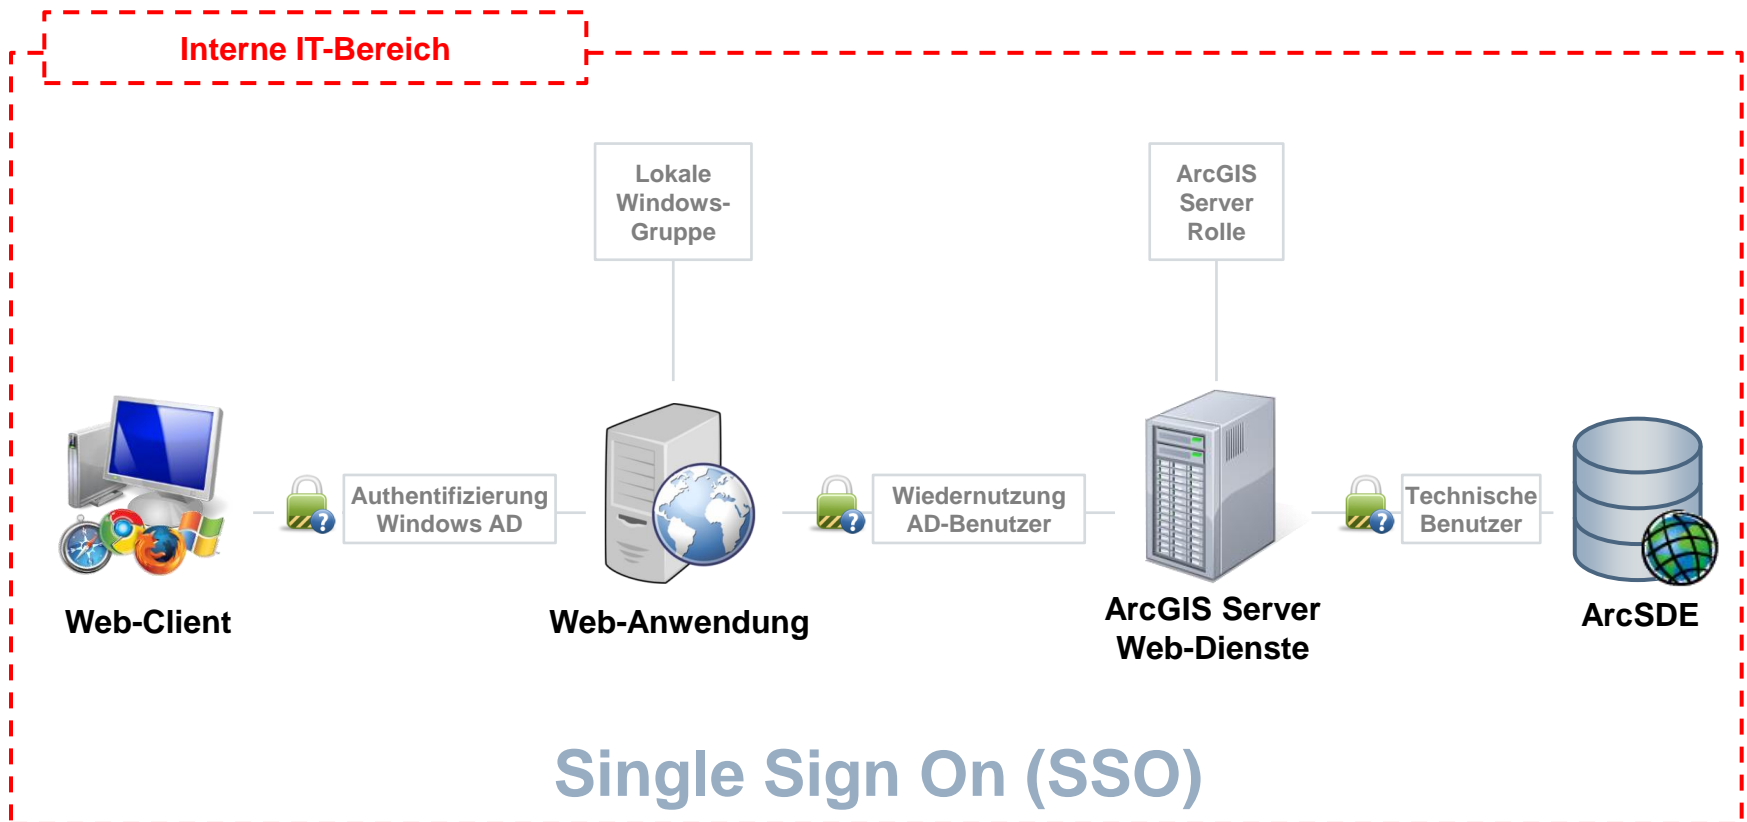 Interne IT-Bereich
Lokale
Windows-
Gruppe
ArcGIS
Server
Rolle
Authentifizierung
Windows AD
Wiedernutzung
AD-Benutzer
Technische
Benutzer
Web-Client
Web-Anwendung
ArcGIS Server
Web-Dienste
ArcSDE
Single Sign On (SSO)